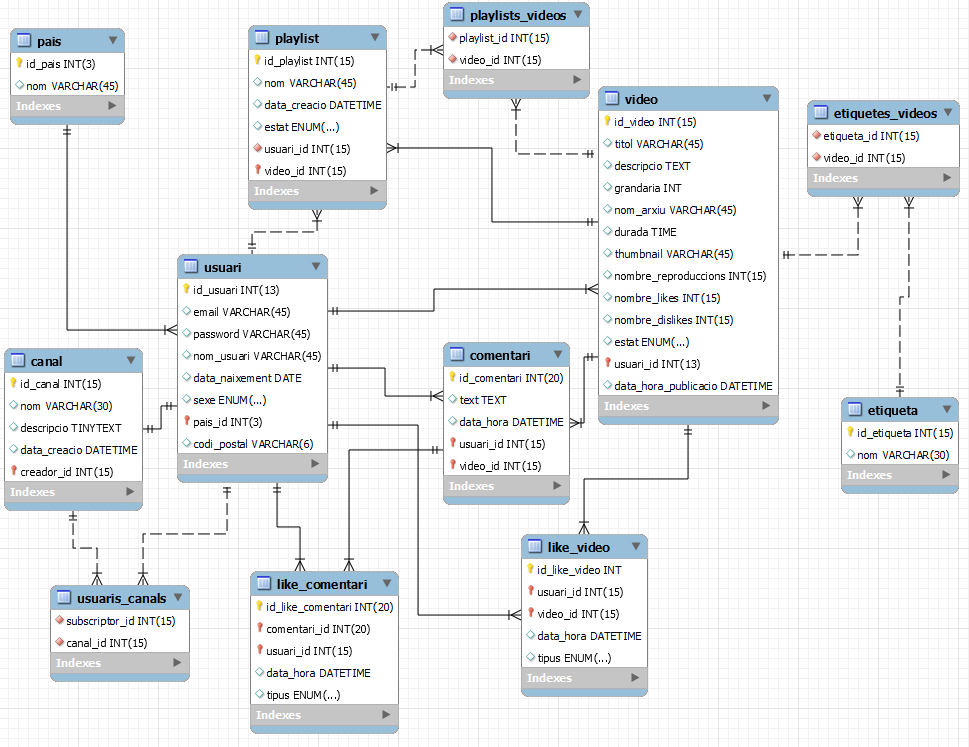 pais
id_pais INT(3)
nom VARCHAR(45)
Indexes
playlist
id_playlist INT(15)
nom VARCHAR(45)
data_creacio DATETIME
estat ENUM(...)
usuari_id INT(15)
video_id INT(15)
Indexes
playlists_videos
playlist_id INT(15)
video_id INT(15)
Indexes
video
id_video INT(15)
titol VARCHAR(45)
descripcio TEXT
grandaria INT
nom_arxiu VARCHAR(45)
durada TIME
thumbnail VARCHAR(45)
nombre_reproduccions INT(15)
nombre_likes INT(15)
nombre_dislikes INT(15)
estat ENUM(...)
usuari_id INT(13)
data_hora_publicacio DATETIME
Indexes
etiquetes_videos
etiqueta_id INT(15)
video_id INT(15)
Indexes
usuari
id_usuari INT(13)
email VARCHAR(45)
password VARCHAR(45)
nom_usuari VARCHAR(45)
data_naixement DATE
sexe ENUM(...)
pais_id INT(3)
codi_postal VARCHAR(6)
Indexes
canal
id_canal INT(15)
nom VARCHAR(30)
descripcio TINYTEXT
data_creacio DATETIME
creador_id INT(15)
Indexes
comentari
id_comentari INT(20)
text TEXT
data_hora DATETIME
usuari_id INT(15)
video_id INT(15)
Indexes
etiqueta
id_etiqueta INT(15)
nom VARCHAR(30)
Indexes
usuaris_canals
subscriptor_id INT(15)
canal_id INT(15)
Indexes
like_comentari
id_like_comentari INT(20)
comentari_id INT(20)
usuari_id INT(15)
data_hora DATETIME
tipus ENUM(...)
Indexes
like_video
id_like_video INT
usuari_id INT(15)
video_id INT(15)
data_hora DATETIME
tipus ENUM(...)
Indexes